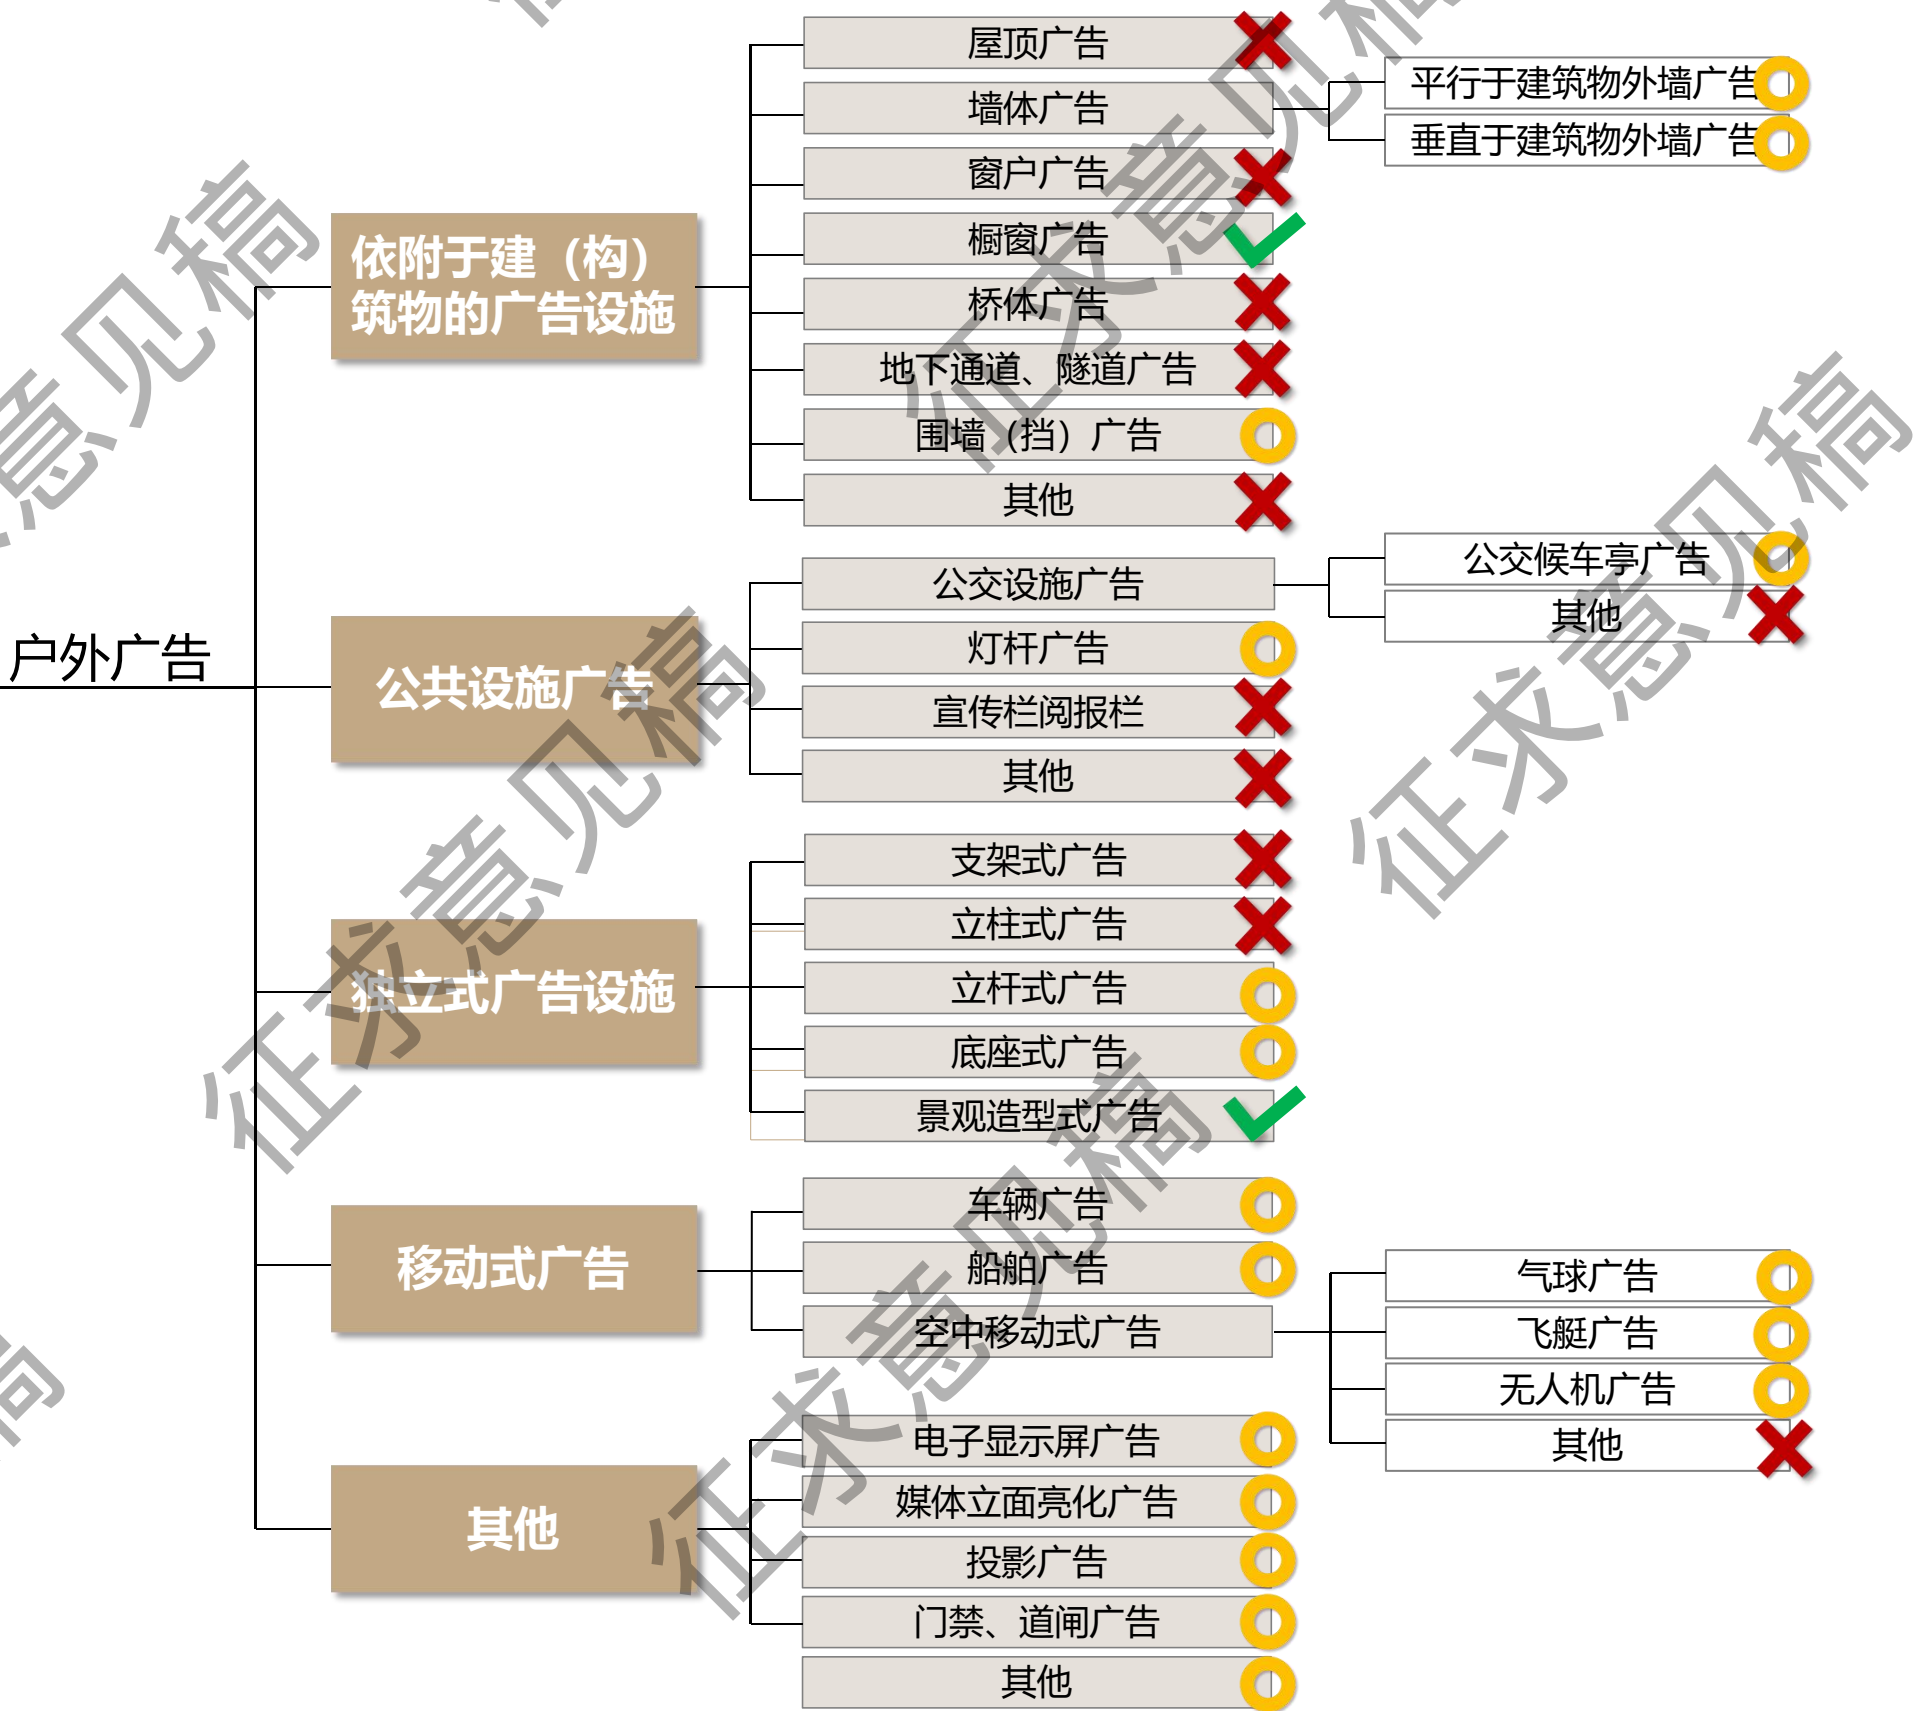 户外广告
依附于建（构）
筑物的广告设施
屋顶广告
墙体广告
平行于建筑物外墙广告
垂直于建筑物外墙广告
窗户广告
橱窗广告
桥体广告
地下通道、隧道广告
围墙（挡）广告
其他
公共设施广告
公交设施广告
公交候车亭广告
其他
灯杆广告
宣传栏阅报栏
其他
独立式广告设施
支架式广告
立柱式广告
立杆式广告
底座式广告
景观造型式广告
移动式广告
车辆广告
船舶广告
空中移动式广告
气球广告
飞艇广告
无人机广告
其他
其他
电子显示屏广告
媒体立面亮化广告
投影广告
门禁、道闸广告
其他
征求意见稿
征求意见稿
征求意见稿
征求意见稿
意见稿
稿